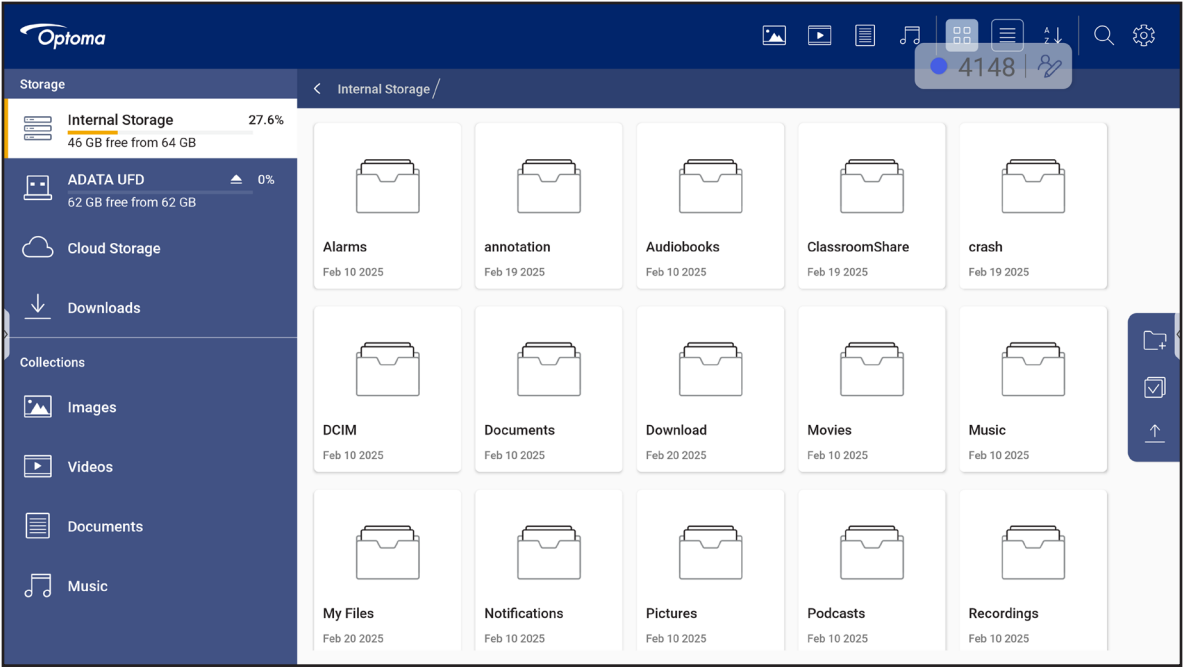 Optoma
A
Z
4148
Storage
Internal Storage 27.6%
46 GB free from 64 GB
ADATA UFD 0%
62 GB free from 62 GB
Cloud Storage
Downloads
Collections
Images
Videos
Documents
Music
Internal Storage /
Alarms annotation Audiobooks ClassroomShare crash
Feb 10 2025 Feb 19 2025 Feb 10 2025 Feb 19 2025 Feb 19 2025
DCIM Documents Download Movies Music
Feb 10 2025 Feb 10 2025 Feb 20 2025 Feb 10 2025 Feb 10 2025
My Files Notifications Pictures Podcasts Recordings
Feb 20 2025 Feb 10 2025 Feb 10 2025 Feb 10 2025 Feb 10 2025